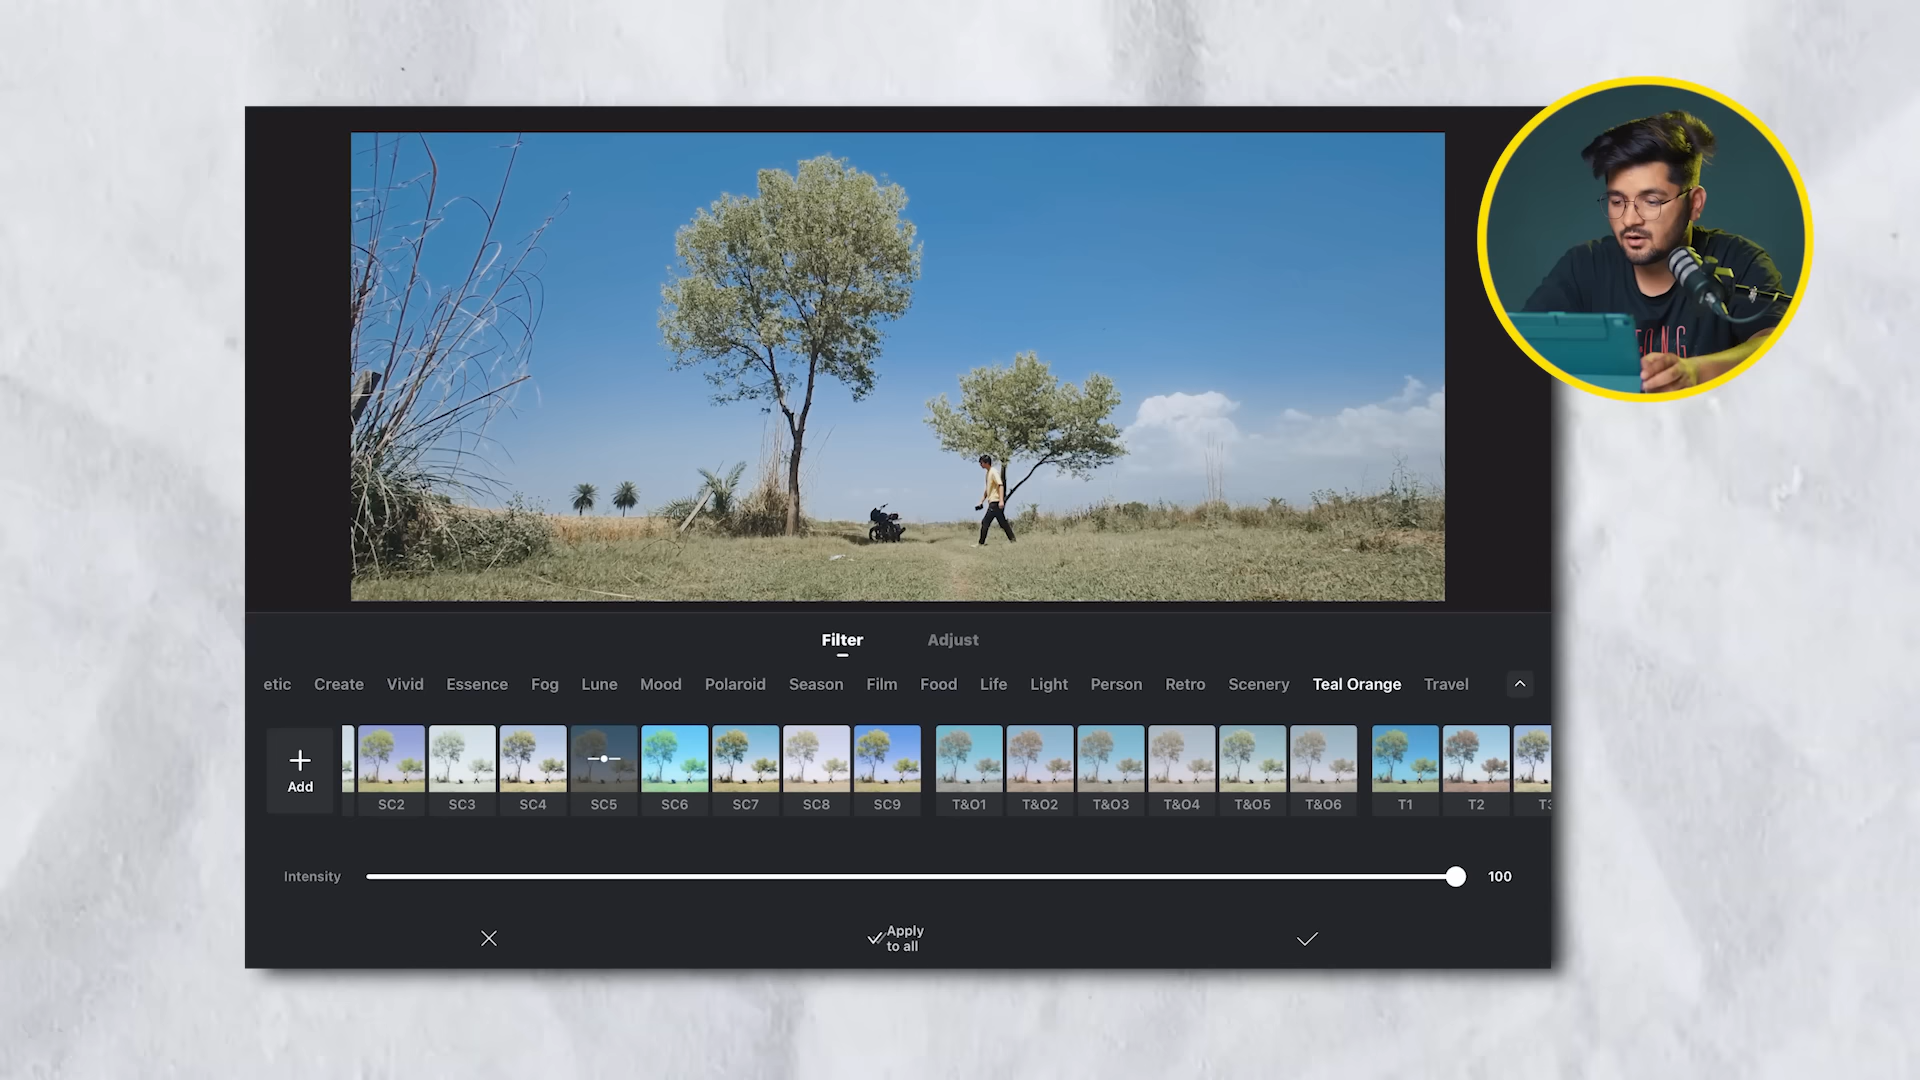 Filter Adjust
etic Create Vivid Essence Fog Lune Mood Polaroid Season Film Food Life Light Person Retro Scenery Teal Orange Travel
Add
SC2 SC3 SC4 SC5 SC6 SC7 SC8 SC9 T&O1 T&O2 T&O3 T&O4 T&O5 T&O6 T1 T2
Intensity 100
Apply
to all